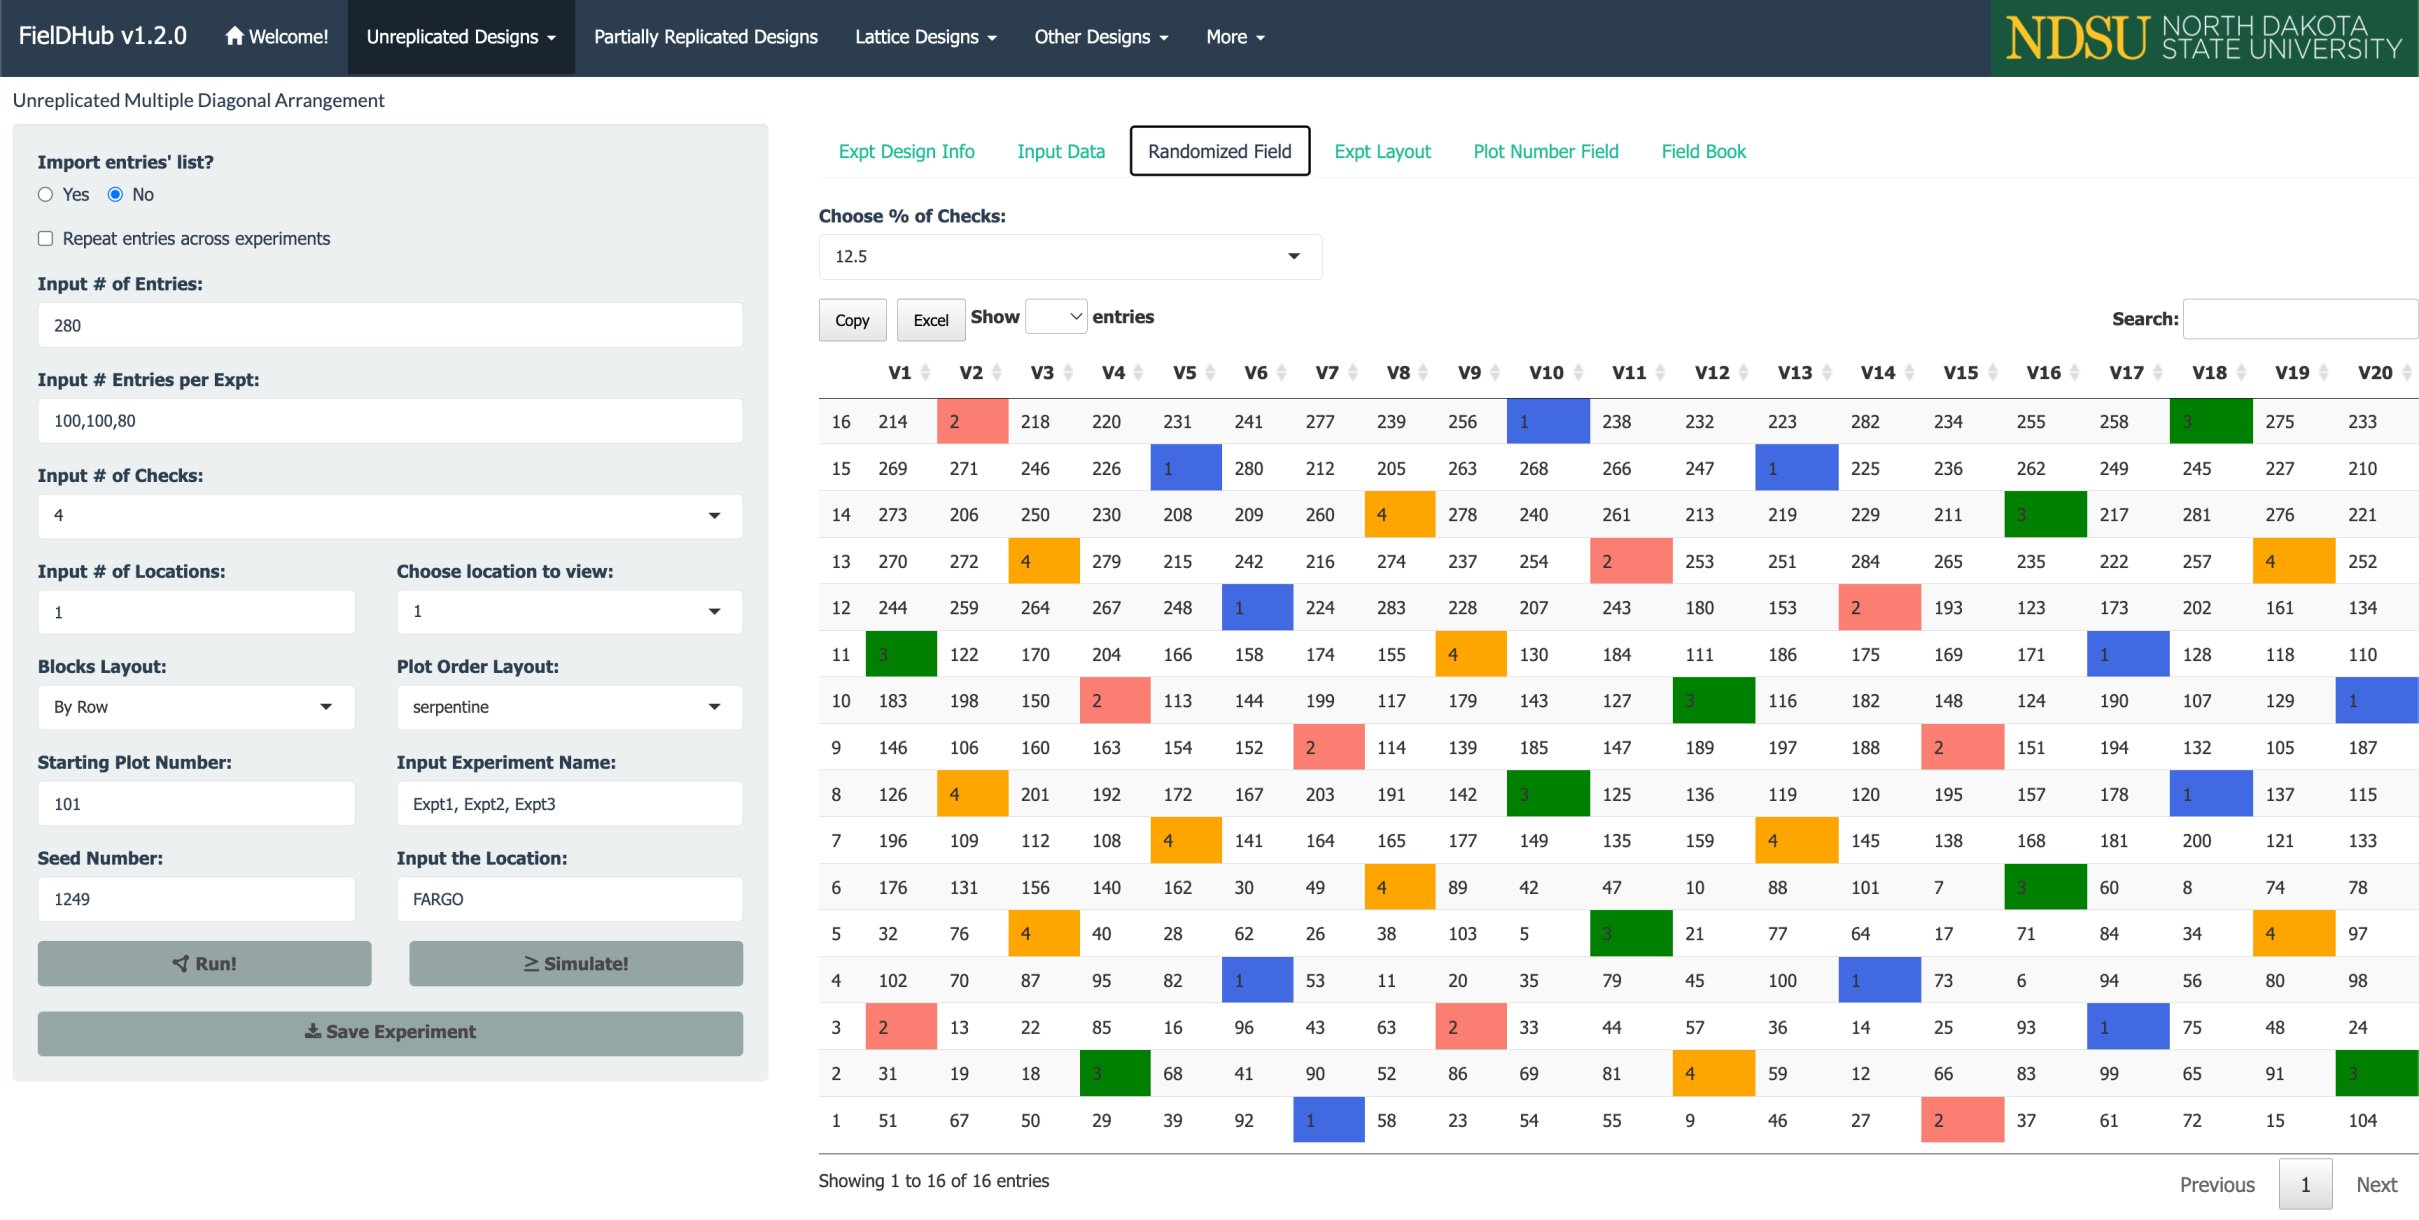 FielDHub v1.2.0 Welcome! Unreplicated Designs Partially Replicated Designs Lattice Designs Other Designs More NDSU NORTH DAKOTA STATE UNIVERSITY
Unreplicated Multiple Diagonal Arrangement
Import entries' list?
Yes No
Repeat entries across experiments
Input # of Entries:
280
Input # Entries per Expt:
100,100,80
Input # of Checks:
4
Input # of Locations: Choose location to view:
1 1
Blocks Layout: Plot Order Layout:
By Row serpentine
Starting Plot Number: Input Experiment Name:
101 Expt1, Expt2, Expt3
Seed Number: Input the Location:
1249 FARGO
Run! Simulate!
Save Experiment
Expt Design Info Input Data Randomized Field Expt Layout Plot Number Field Field Book
Choose % of Checks:
12.5
Copy Excel Show entries Search:
V1 V2 V3 V4 V5 V6 V7 V8 V9 V10 V11 V12 V13 V14 V15 V16 V17 V18 V19 V20
16 214 2 218 220 231 241 277 239 256 1 238 232 223 282 234 255 258 3 275 233
15 269 271 246 226 1 280 212 205 263 268 266 247 1 225 236 262 249 245 227 210
14 273 206 250 230 208 209 260 4 278 240 261 213 219 229 211 3 217 281 276 221
13 270 272 4 279 215 242 216 274 237 254 2 253 251 284 265 235 222 257 4 252
12 244 259 264 267 248 1 224 283 228 207 243 180 153 2 193 123 173 202 161 134
11 3 122 170 204 166 158 174 155 4 130 184 111 186 175 169 171 1 128 118 110
10 183 198 150 2 113 144 199 117 179 143 127 3 116 182 148 124 190 107 129 1
9 146 106 160 163 154 152 2 114 139 185 147 189 197 188 2 151 194 132 105 187
8 126 4 201 192 172 167 203 191 142 3 125 136 119 120 195 157 178 1 137 115
7 196 109 112 108 4 141 164 165 177 149 135 159 4 145 138 168 181 200 121 133
6 176 131 156 140 162 30 49 4 89 42 47 10 88 101 7 3 60 8 74 78
5 32 76 4 40 28 62 26 38 103 5 3 21 77 64 17 71 84 34 4 97
4 102 70 87 95 82 1 53 11 20 35 79 45 100 1 73 6 94 56 80 98
3 2 13 22 85 16 96 43 63 2 33 44 57 36 14 25 93 1 75 48 24
2 31 19 18 3 68 41 90 52 86 69 81 4 59 12 66 83 99 65 91 3
1 51 67 50 29 39 92 1 58 23 54 55 9 46 27 2 37 61 72 15 104
Showing 1 to 16 of 16 entries Previous 1 Next